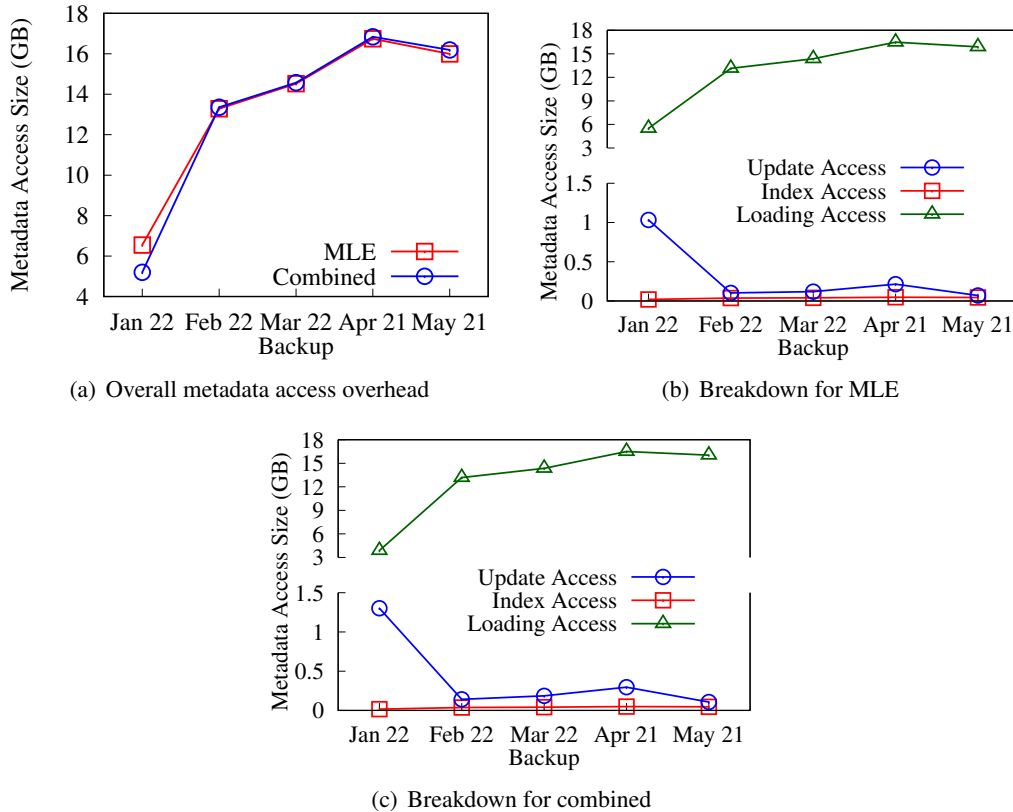 Metadata Access Size (GB)
18
16
14
12
10
8
6
4
MLE
Combined
Jan 22 Feb 22 Mar 22 Apr 21 May 21
Backup
(a) Overall metadata access overhead
Metadata Access Size (GB)
18
15
12
9
6
3
Update Access
Index Access
Loading Access
1.5
1
0.5
0
Jan 22 Feb 22 Mar 22 Apr 21 May 21
Backup
(b) Breakdown for MLE
Metadata Access Size (GB)
18
15
12
9
6
3
Update Access
Index Access
Loading Access
1.5
1
0.5
0
Jan 22 Feb 22 Mar 22 Apr 21 May 21
Backup
(c) Breakdown for combined